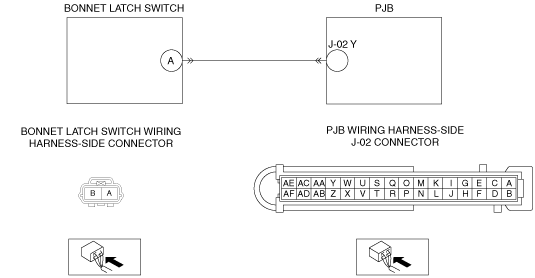 BONNET LATCH SWITCH
PJB
A
J-02 Y
BONNET LATCH SWITCH WIRING
HARNESS-SIDE CONNECTOR
PJB WIRING HARNESS-SIDE
J-02 CONNECTOR
B A
AE AC AA Y W U S Q O M K I G E C A
AF AD AB Z X V T R P N L J H F D B